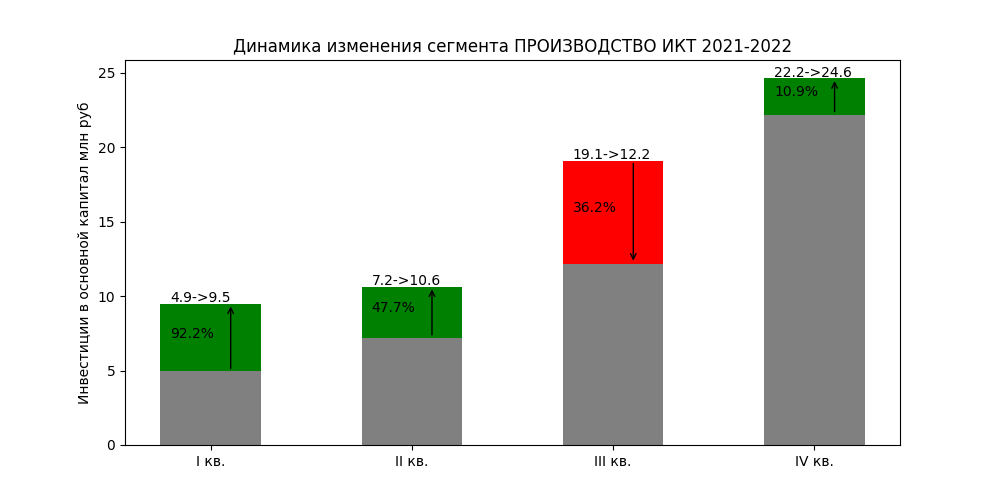 Динамика изменения сегмента ПРОИЗВОДСТВО ИКТ 2021-2022
Инвестиции в основной капитал млн руб
25
20
15
10
5
0
4.9->9.5
92.2%
7.2->10.6
47.7%
19.1->12.2
36.2%
22.2->24.6
10.9%
I кв.
II кв.
III кв.
IV кв.